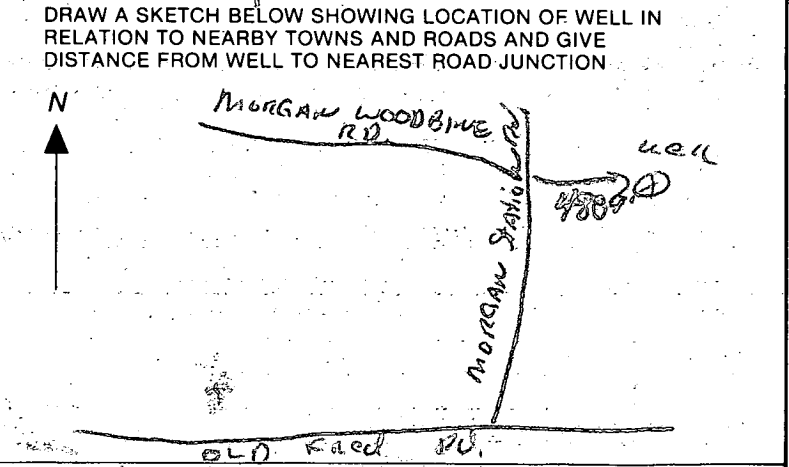 DRAW A SKETCH BELOW SHOWING LOCATION OF WELL IN
RELATION TO NEARBY TOWNS AND ROADS AND GIVE
DISTANCE FROM WELL TO NEAREST ROAD JUNCTION
N
MORGAN WOODBINE
RD.
well
MORGAN Station RD
OLD Fred RD.